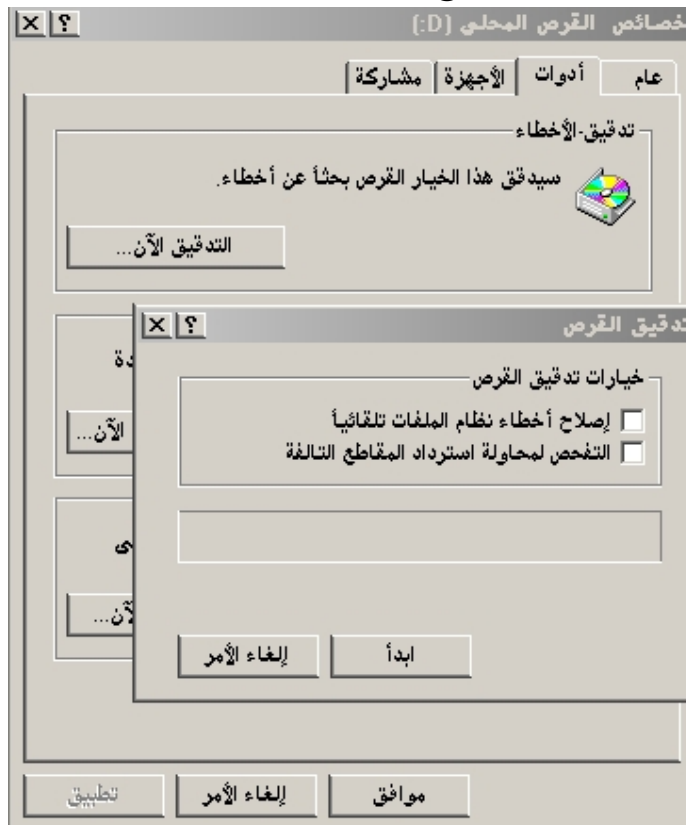 خصائص القرص المحلي (D:)
عام
أدوات
الأجهزة
مشاركة
تدقيق-الأخطاء
سيدقق هذا الخيار القرص بحثاً عن أخطاء.
التدقيق الآن...
تدقيق القرص
خيارات تدقيق القرص
إصلاح أخطاء نظام الملفات تلقائياً
التفحص لمحاولة استرداد المقاطع التالفة
الآن...
ابدأ
إلغاء الأمر
موافق
إلغاء الأمر
تطبيق